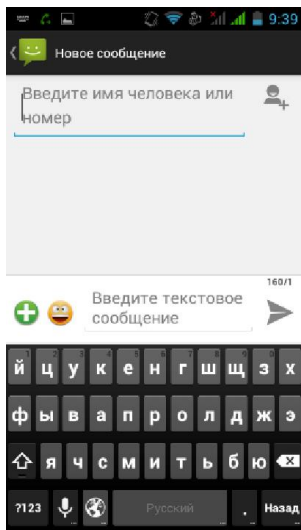 9:39
Новое сообщение
Введите имя человека или
номер
160/1
Введите текстовое
сообщение
й ц у к е н г ш щ з х
ф ы в а п р о л д ж э
я ч с м и т ь б ю
?123 Русский . Назад